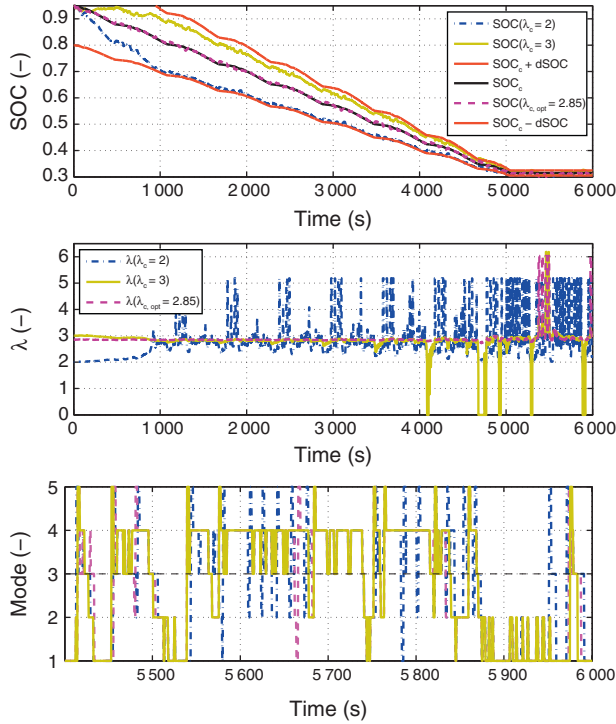 SOC (−)
0.9
0.8
0.7
0.6
0.5
0.4
0.3
SOC(λc = 2)
SOC(λc = 3)
SOCc + dSOC
SOCc
SOC(λc, opt = 2.85)
SOCc − dSOC
0 1 000 2 000 3 000 4 000 5 000 6 000
Time (s)
λ (−)
6
5
4
3
2
1
0
λ(λc = 2)
λ(λc = 3)
λ(λc, opt = 2.85)
0 1 000 2 000 3 000 4 000 5 000 6 000
Time (s)
Mode (−)
5
4
3
2
1
5 500 5 600 5 700 5 800 5 900 6 000
Time (s)